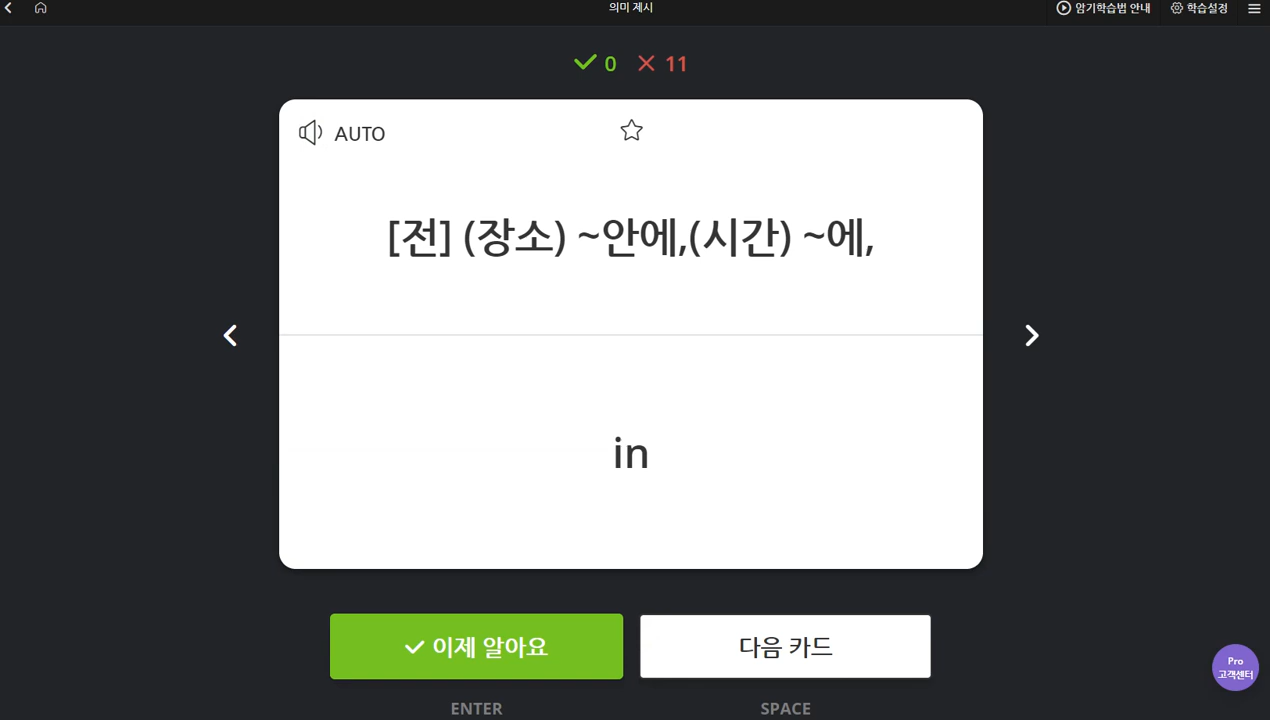 의미 제시
암기학습법 안내
학습설정
0
11
AUTO
[전] (장소) ~안에,(시간) ~에,
in
이제 알아요
다음 카드
ENTER
SPACE
Pro
고객센터